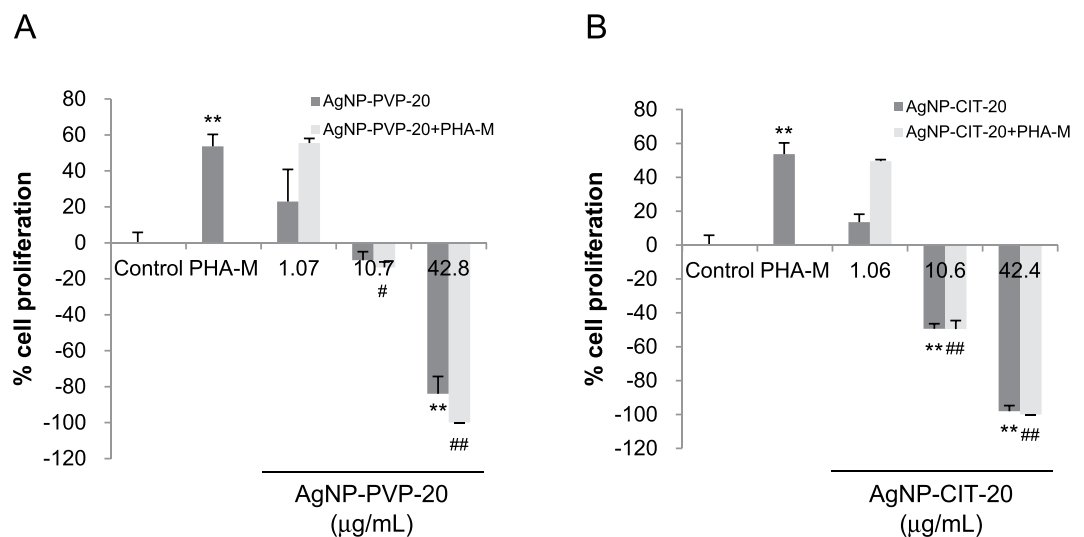 A
80
60
40
20
0
-20
-40
-60
-80
-100
-120
% cell proliferation
AgNP-PVP-20
AgNP-PVP-20+PHA-M
**
Control PHA-M 1.07 10.7 42.8
#
**
##
AgNP-PVP-20
(μg/mL)
B
80
60
40
20
0
-20
-40
-60
-80
-100
-120
% cell proliferation
AgNP-CIT-20
AgNP-CIT-20+PHA-M
**
Control PHA-M 1.06 10.6 42.4
** ##
** ##
AgNP-CIT-20
(μg/mL)